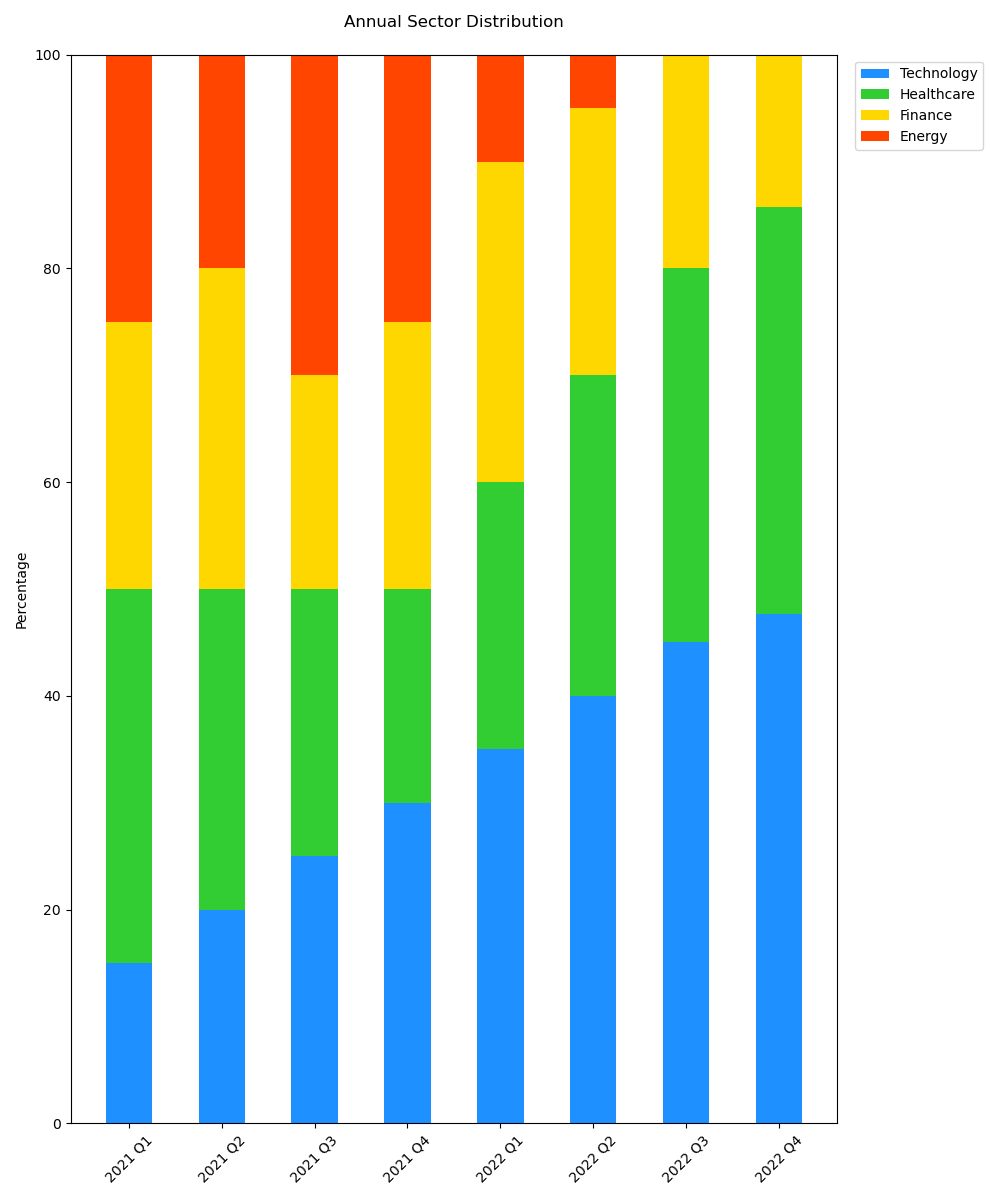 Annual Sector Distribution
100
80
60
40
20
0
Percentage
2021 Q1
2021 Q2
2021 Q3
2021 Q4
2022 Q1
2022 Q2
2022 Q3
2022 Q4
Technology
Healthcare
Finance
Energy